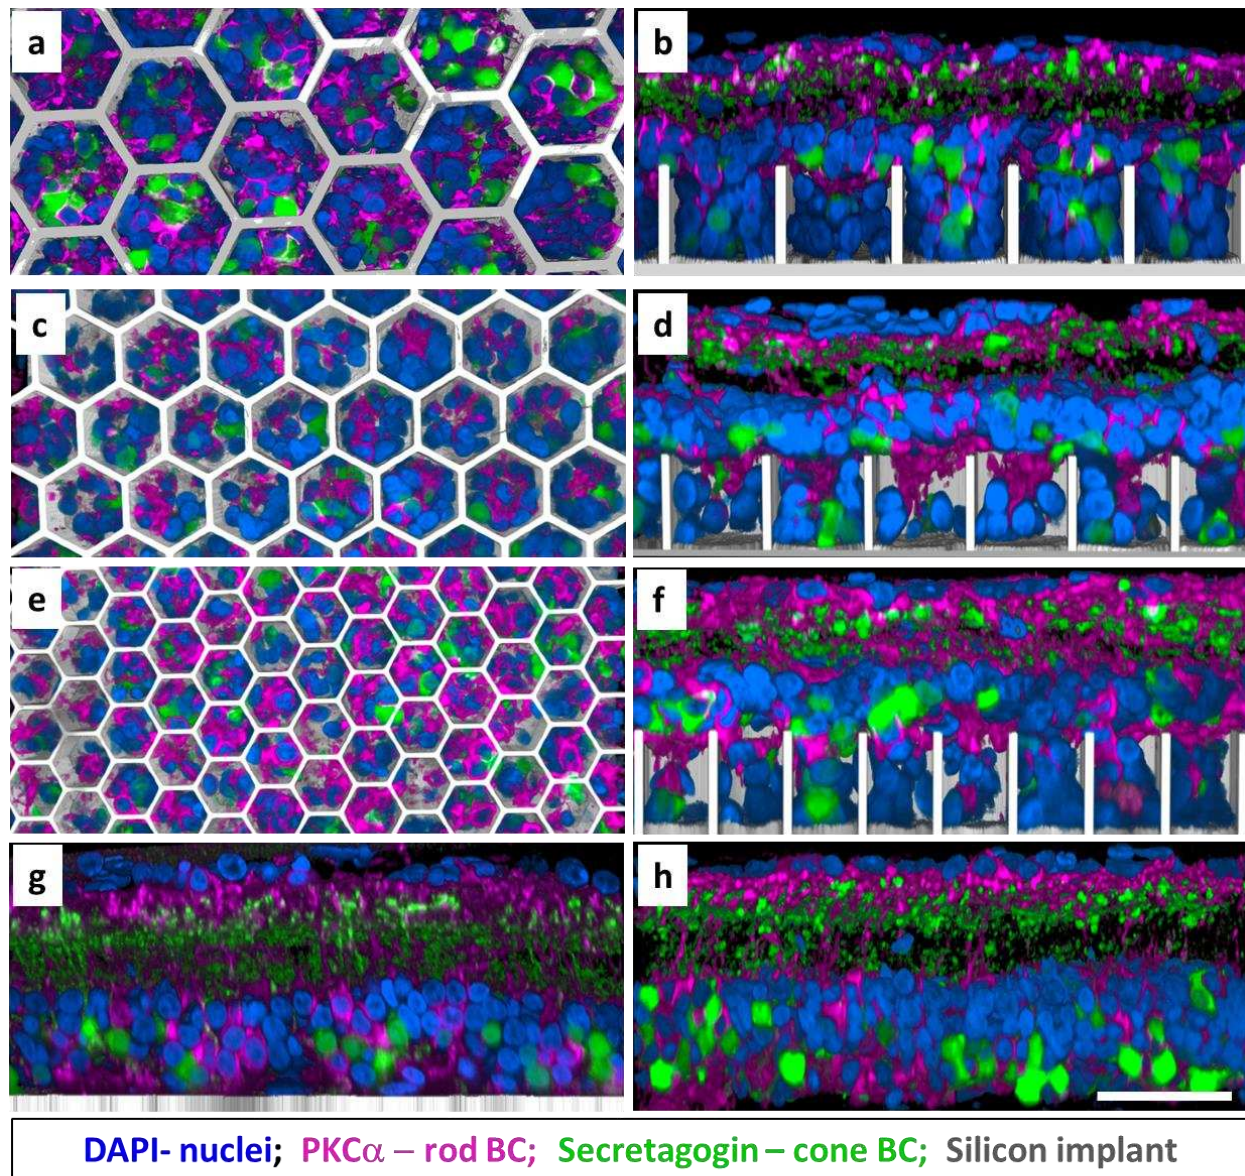 a
b
c
d
e
f
g
h
DAPI- nuclei; PKCα – rod BC; Secretagogin – cone BC; Silicon implant